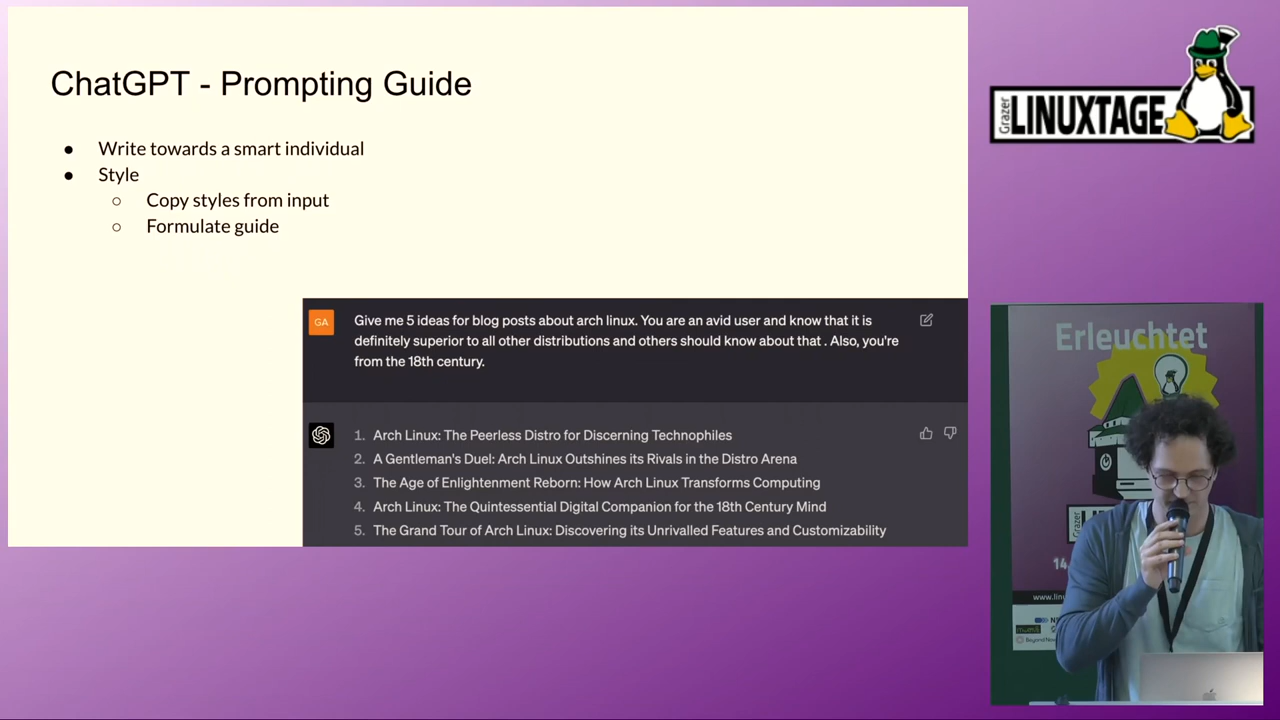 ChatGPT - Prompting Guide
● Write towards a smart individual
● Style
○ Copy styles from input
○ Formulate guide
GA
Give me 5 ideas for blog posts about arch linux. You are an avid user and know that it is
definitely superior to all other distributions and others should know about that . Also, you're
from the 18th century.
1. Arch Linux: The Peerless Distro for Discerning Technophiles
2. A Gentleman's Duel: Arch Linux Outshines its Rivals in the Distro Arena
3. The Age of Enlightenment Reborn: How Arch Linux Transforms Computing
4. Arch Linux: The Quintessential Digital Companion for the 18th Century Mind
5. The Grand Tour of Arch Linux: Discovering its Unrivalled Features and Customizability
Grazer
LINUXTAGE
Erleuchtet
14